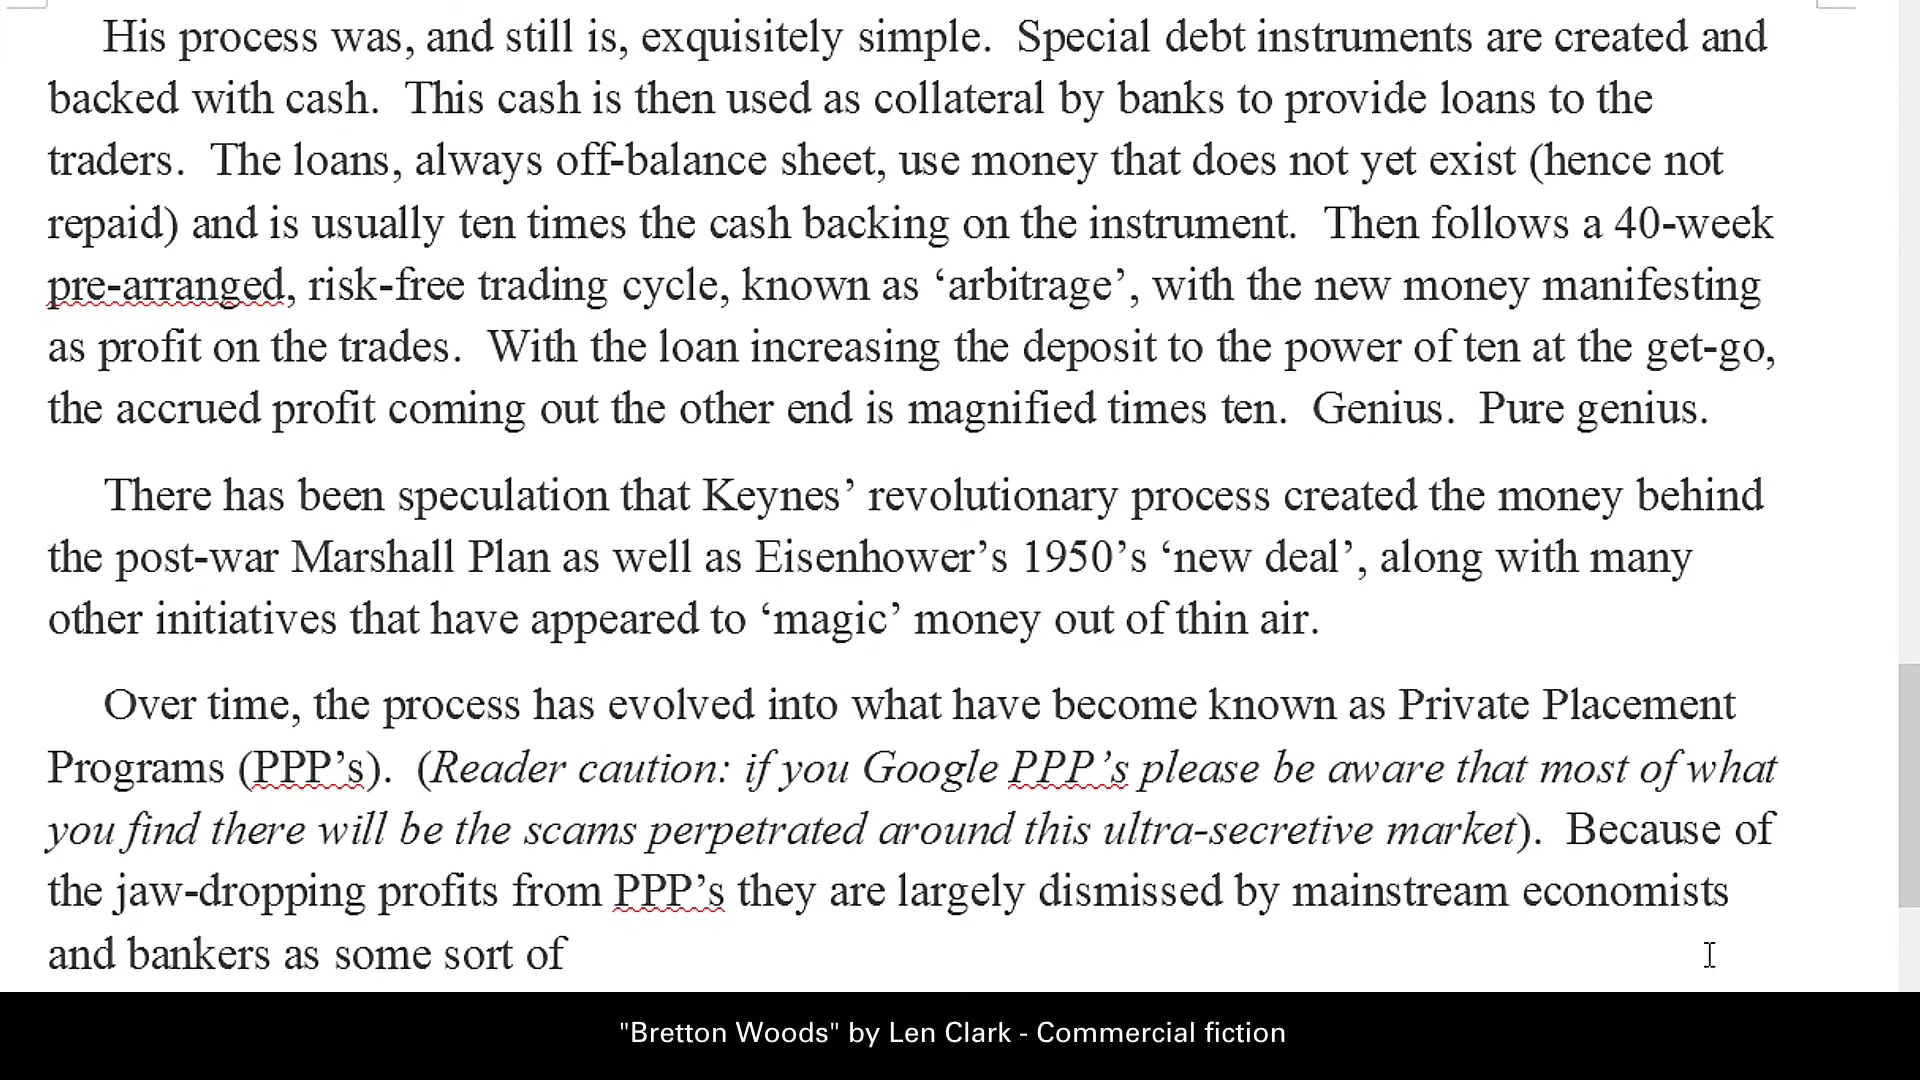 His process was, and still is, exquisitely simple.  Special debt instruments are created and
backed with cash.  This cash is then used as collateral by banks to provide loans to the
traders.  The loans, always off-balance sheet, use money that does not yet exist (hence not
repaid) and is usually ten times the cash backing on the instrument.  Then follows a 40-week
pre-arranged, risk-free trading cycle, known as ‘arbitrage’, with the new money manifesting
as profit on the trades.  With the loan increasing the deposit to the power of ten at the get-go,
the accrued profit coming out the other end is magnified times ten.  Genius.  Pure genius.
There has been speculation that Keynes’ revolutionary process created the money behind
the post-war Marshall Plan as well as Eisenhower’s 1950’s ‘new deal’, along with many
other initiatives that have appeared to ‘magic’ money out of thin air.
Over time, the process has evolved into what have become known as Private Placement
Programs (PPP’s).  (Reader caution: if you Google PPP’s please be aware that most of what
you find there will be the scams perpetrated around this ultra-secretive market).  Because of
the jaw-dropping profits from PPP’s they are largely dismissed by mainstream economists
and bankers as some sort of
"Bretton Woods" by Len Clark - Commercial fiction